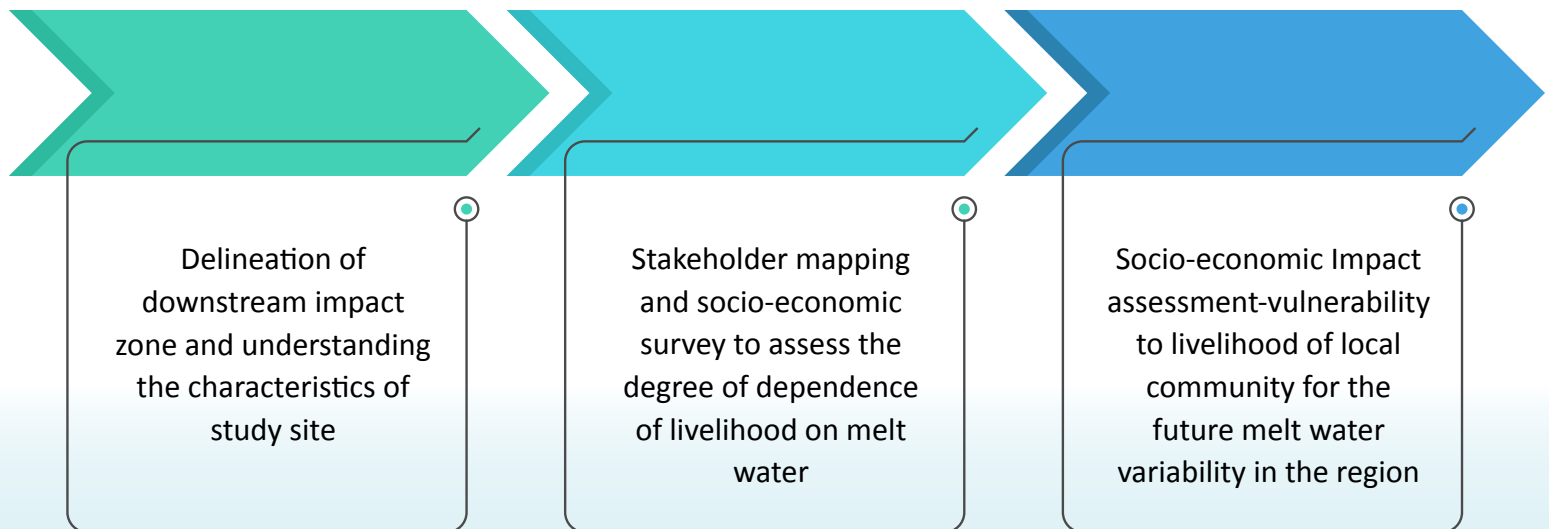 Delineation of
downstream impact
zone and understanding
the characteristics of
study site
Stakeholder mapping
and socio-economic
survey to assess the
degree of dependence
of livelihood on melt
water
Socio-economic Impact
assessment-vulnerability
to livelihood of local
community for the
future melt water
variability in the region